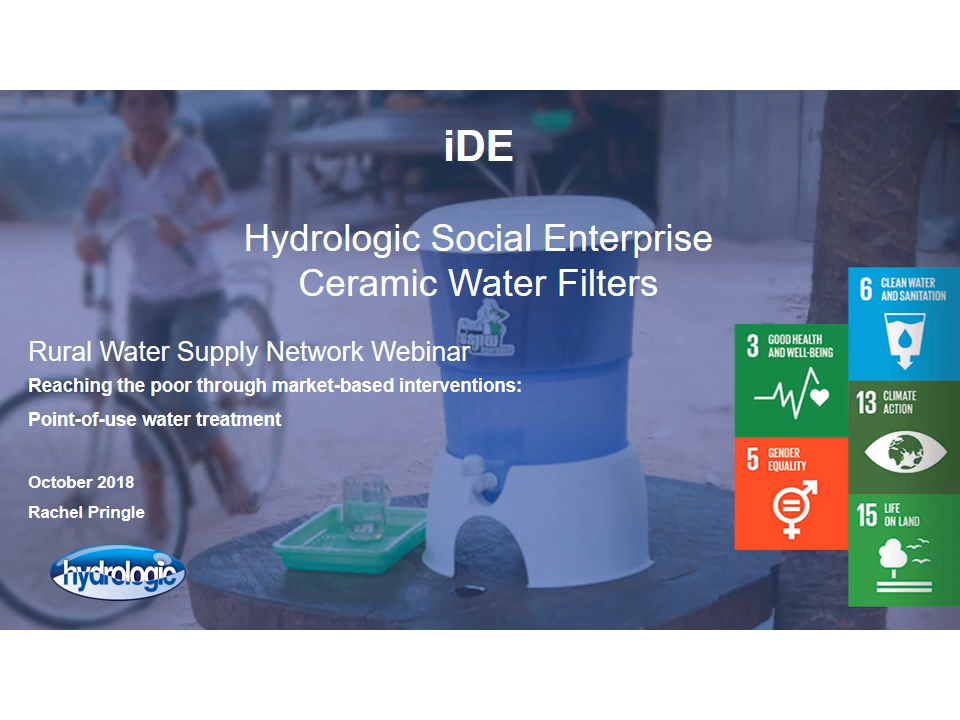 iDE
Hydrologic Social Enterprise
Ceramic Water Filters
Rural Water Supply Network Webinar
Reaching the poor through market-based interventions:
Point-of-use water treatment
October 2018
Rachel Pringle
hydrologic
6 CLEAN WATER
AND SANITATION
3 GOOD HEALTH
AND WELL-BEING
13 CLIMATE
ACTION
5 GENDER
EQUALITY
15 LIFE
ON LAND